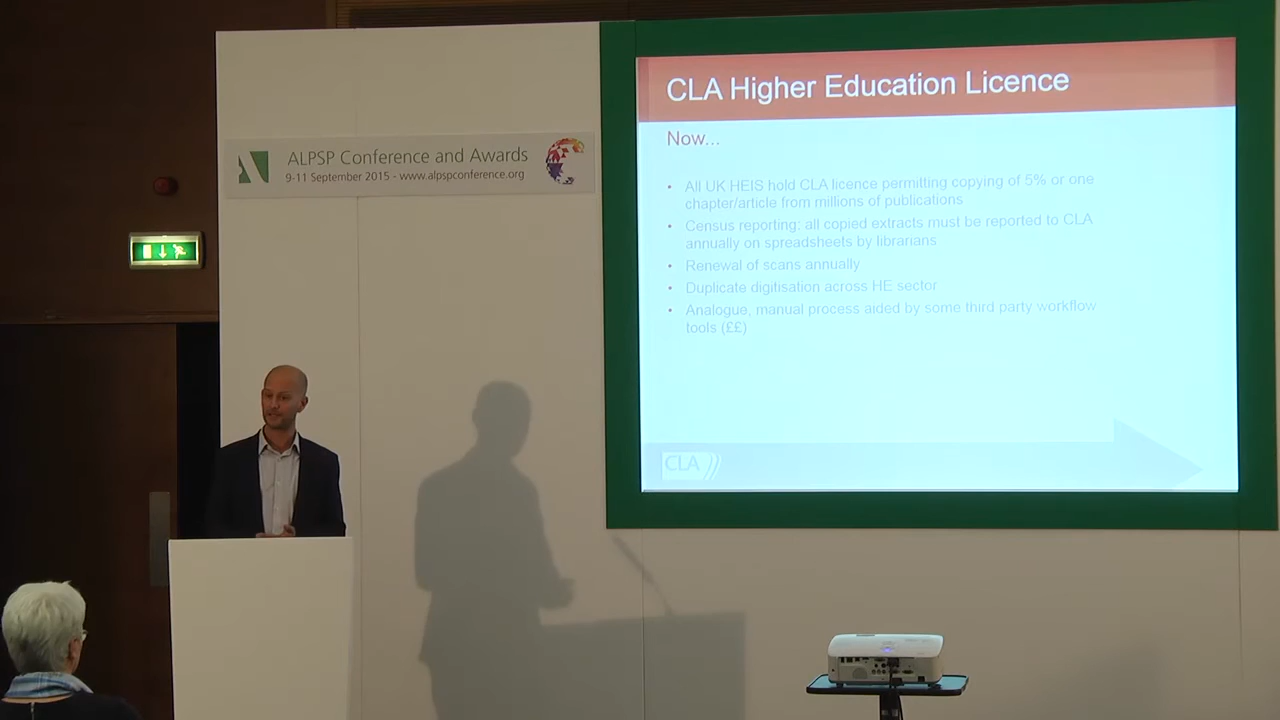 ALPSP Conference and Awards
9-11 September 2015 - www.alpspconference.org
CLA Higher Education Licence
Now...
• All UK HEIS hold CLA licence permitting copying of 5% or one
chapter/article from millions of publications
• Census reporting: all copied extracts must be reported to CLA
annually on spreadsheets by librarians
• Renewal of scans annually
• Duplicate digitisation across HE sector
• Analogue, manual process aided by some third party workflow
tools (££)
CLA